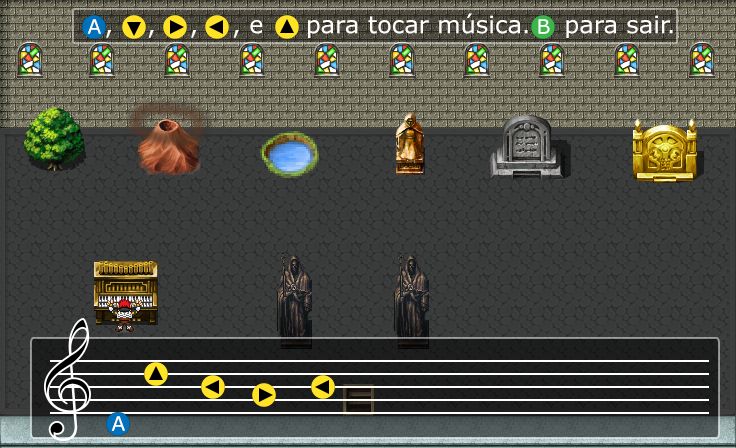 A, ▼, ►, ◄, e ▲ para tocar música. B para sair.
A